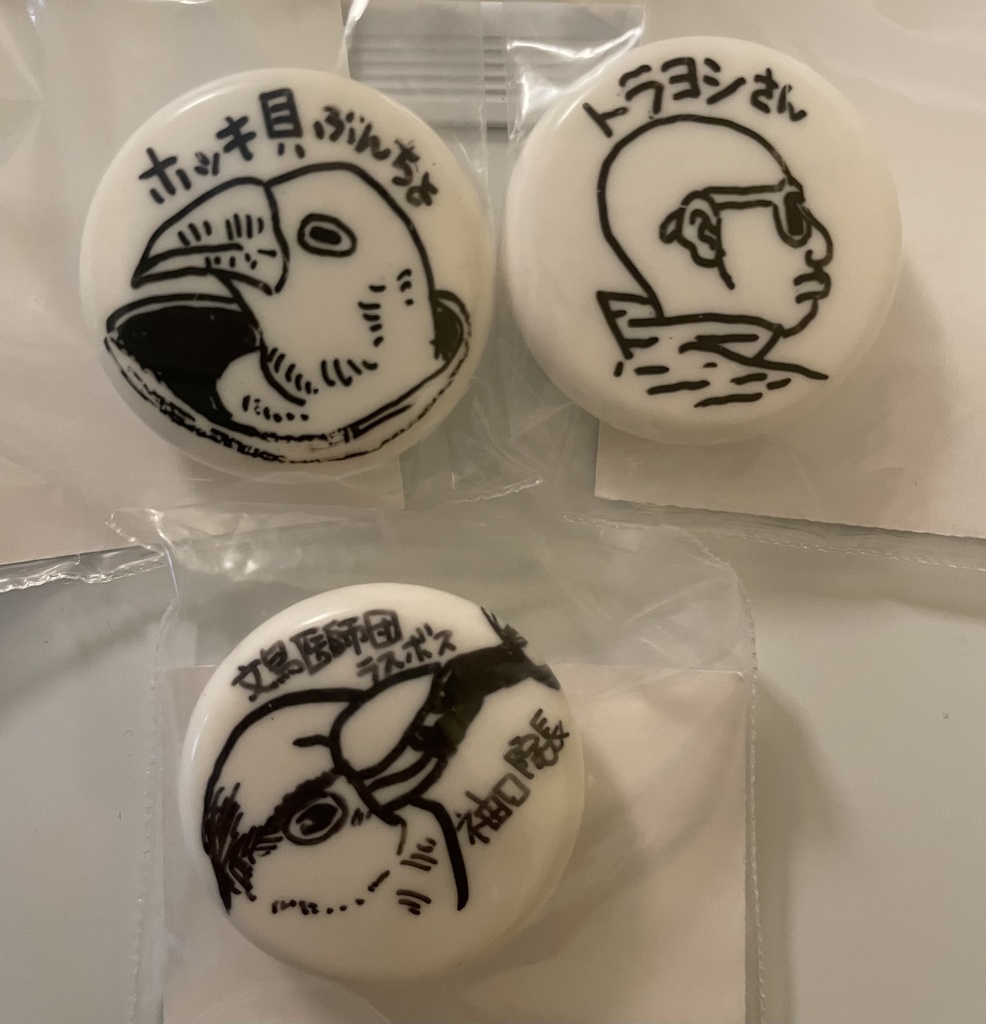 ホッキ貝ぶんちょ
トラヨシさん
文鳥医師団
ラスボス
袖口院長